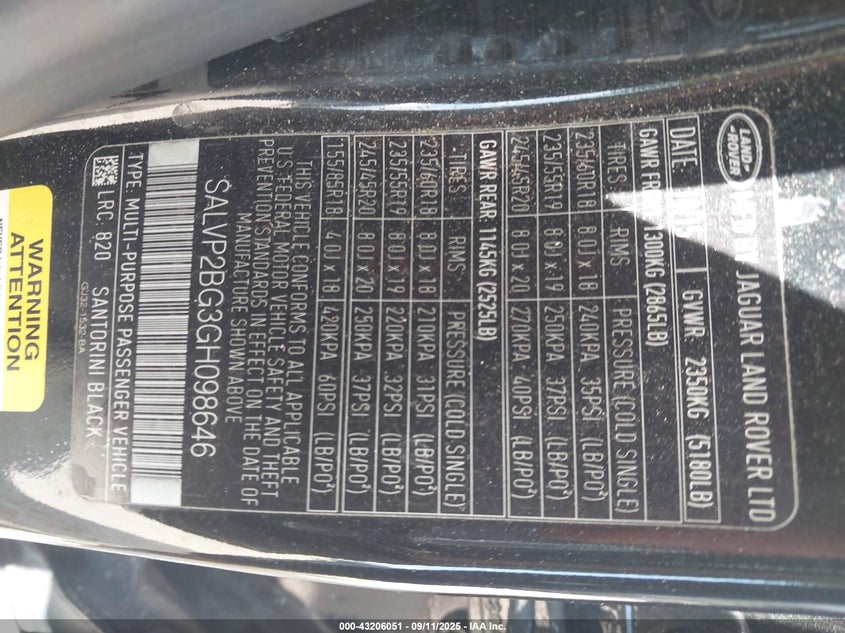 LAND-
ROVER
JAGUAR LAND ROVER LTD
DATE:
GVWR: 2350KG (5180LB)
GAWR FR 1300KG (2865LB)
TIRES: RIMS PRESSURE (COLD SINGLE)
235/60R18 8.0J x 18 240KPA 35PSI (LB/PO²)
235/55R19 8.0J x 19 250KPA 37PSI (LB/PO²)
245/45R20 8.0J x 20 270KPA 40PSI (LB/PO²)
GAWR REAR: 1145KG (2525LB)
TIRES: RIMS PRESSURE (COLD SINGLE)
235/60R18 8.0J x 18 210KPA 31PSI (LB/PO²)
235/55R19 8.0J x 19 220KPA 32PSI (LB/PO²)
245/45R20 8.0J x 20 250KPA 37PSI (LB/PO²)
T155/85R18 4.0J x 18 420KPA 60PSI (LB/PO²)
THIS VEHICLE CONFORMS TO ALL APPLICABLE
U.S. FEDERAL MOTOR VEHICLE SAFETY AND THEFT
PREVENTION STANDARDS IN EFFECT ON THE DATE OF
MANUFACTURE SHOWN ABOVE
SALVP2BG3GH098646
TYPE: MULTI-PURPOSE PASSENGER VEHICLE
LRC: 820 SANTORINI BLACK
GJ32-1532-BA
WARNING
ATTENTION
000-43206051 - 09/11/2025 - IAA Inc.